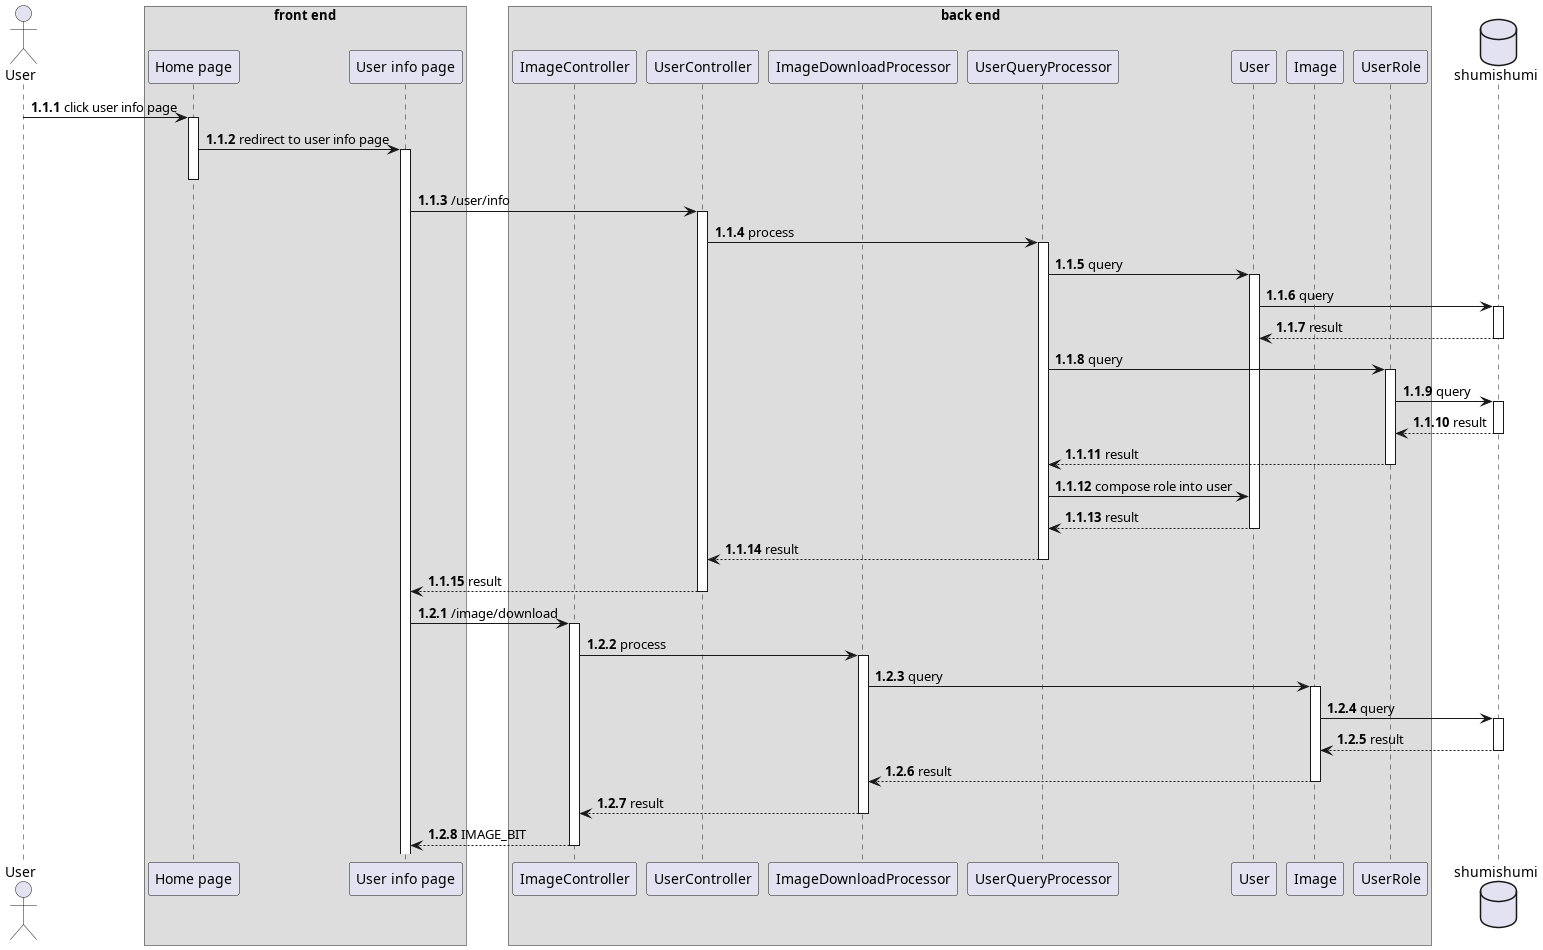 front end
back end
User
Home page
User info page
ImageController
UserController
ImageDownloadProcessor
UserQueryProcessor
User
Image
UserRole
shumishumi
1.1.1 click user info page
1.1.2 redirect to user info page
1.1.3 /user/info
1.1.4 process
1.1.5 query
1.1.6 query
1.1.7 result
1.1.8 query
1.1.9 query
1.1.10 result
1.1.11 result
1.1.12 compose role into user
1.1.13 result
1.1.14 result
1.1.15 result
1.2.1 /image/download
1.2.2 process
1.2.3 query
1.2.4 query
1.2.5 result
1.2.6 result
1.2.7 result
1.2.8 IMAGE_BIT
User
Home page
User info page
ImageController
UserController
ImageDownloadProcessor
UserQueryProcessor
User
Image
UserRole
shumishumi